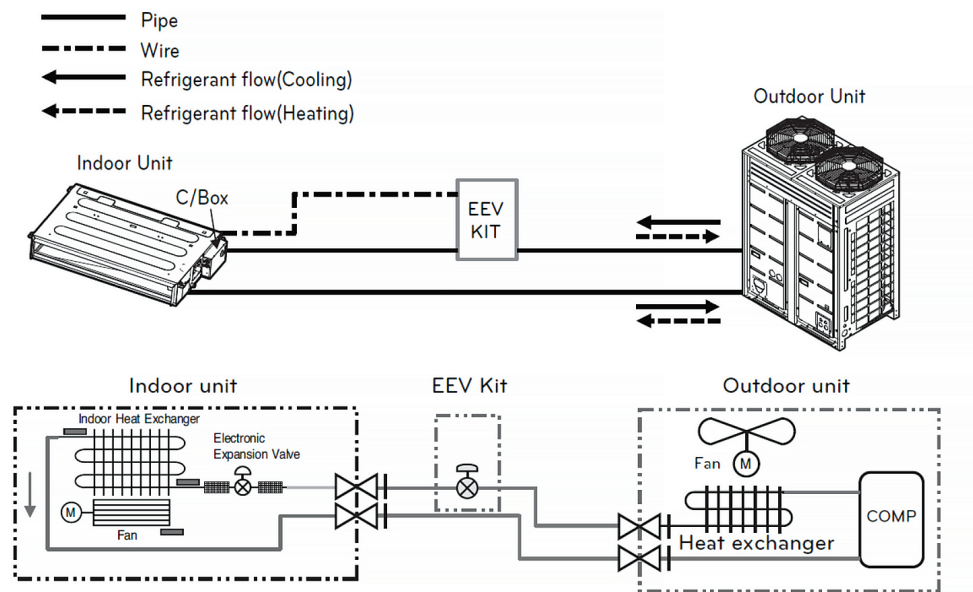 Pipe
Wire
Refrigerant flow(Cooling)
Refrigerant flow(Heating)
Outdoor Unit
Indoor Unit
C/Box
EEV
KIT
Indoor unit
EEV Kit
Outdoor unit
Indoor Heat Exchanger
Electronic
Expansion Valve
Fan
M
M
Fan
COMP
Heat exchanger